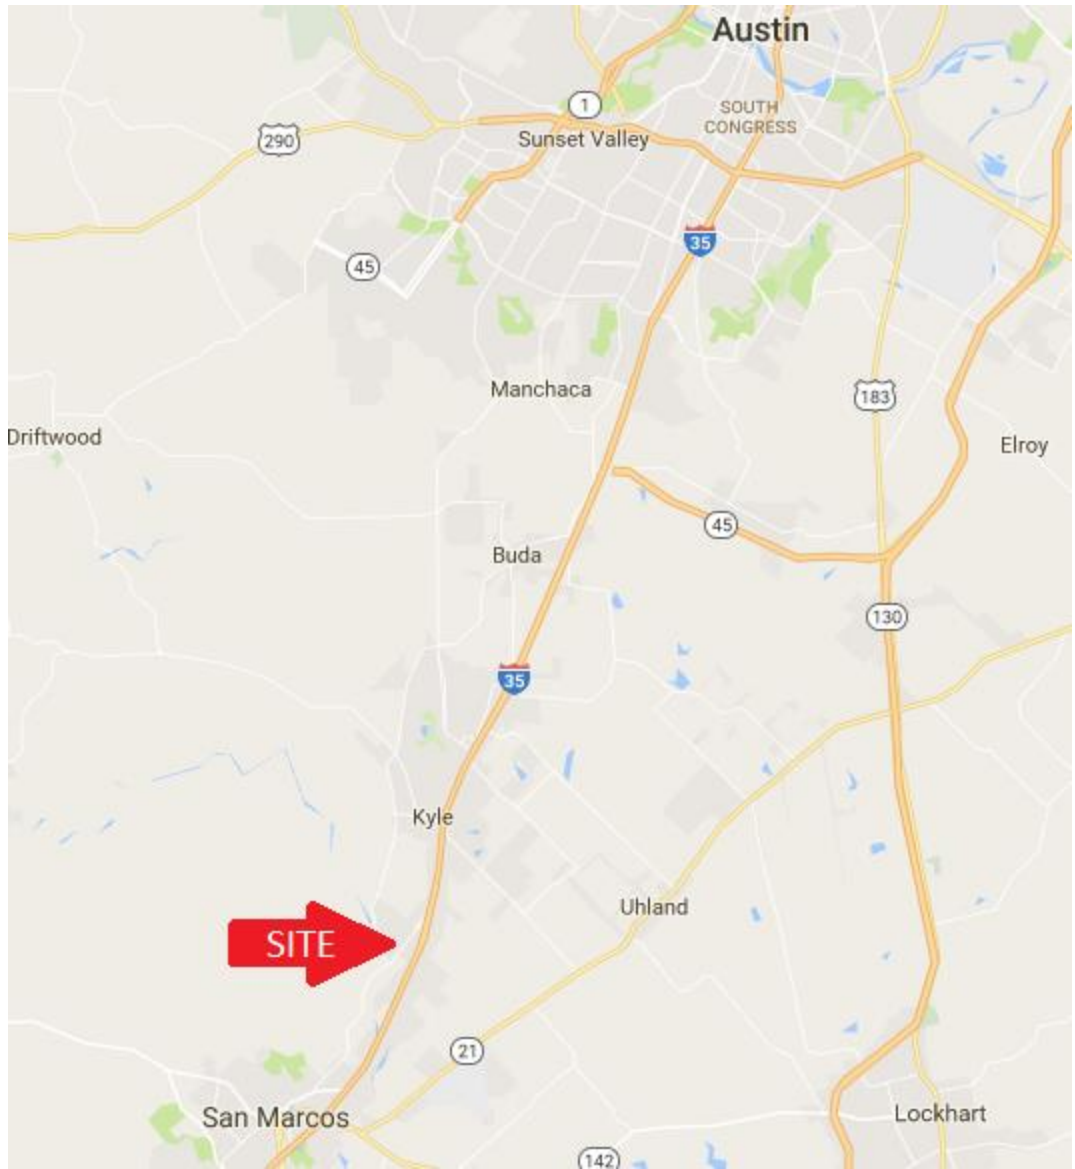 Austin
1
SOUTH
CONGRESS
290
Sunset Valley
35
45
Manchaca
183
Driftwood
Elroy
45
Buda
130
35
Kyle
Uhland
SITE
21
San Marcos
Lockhart
142